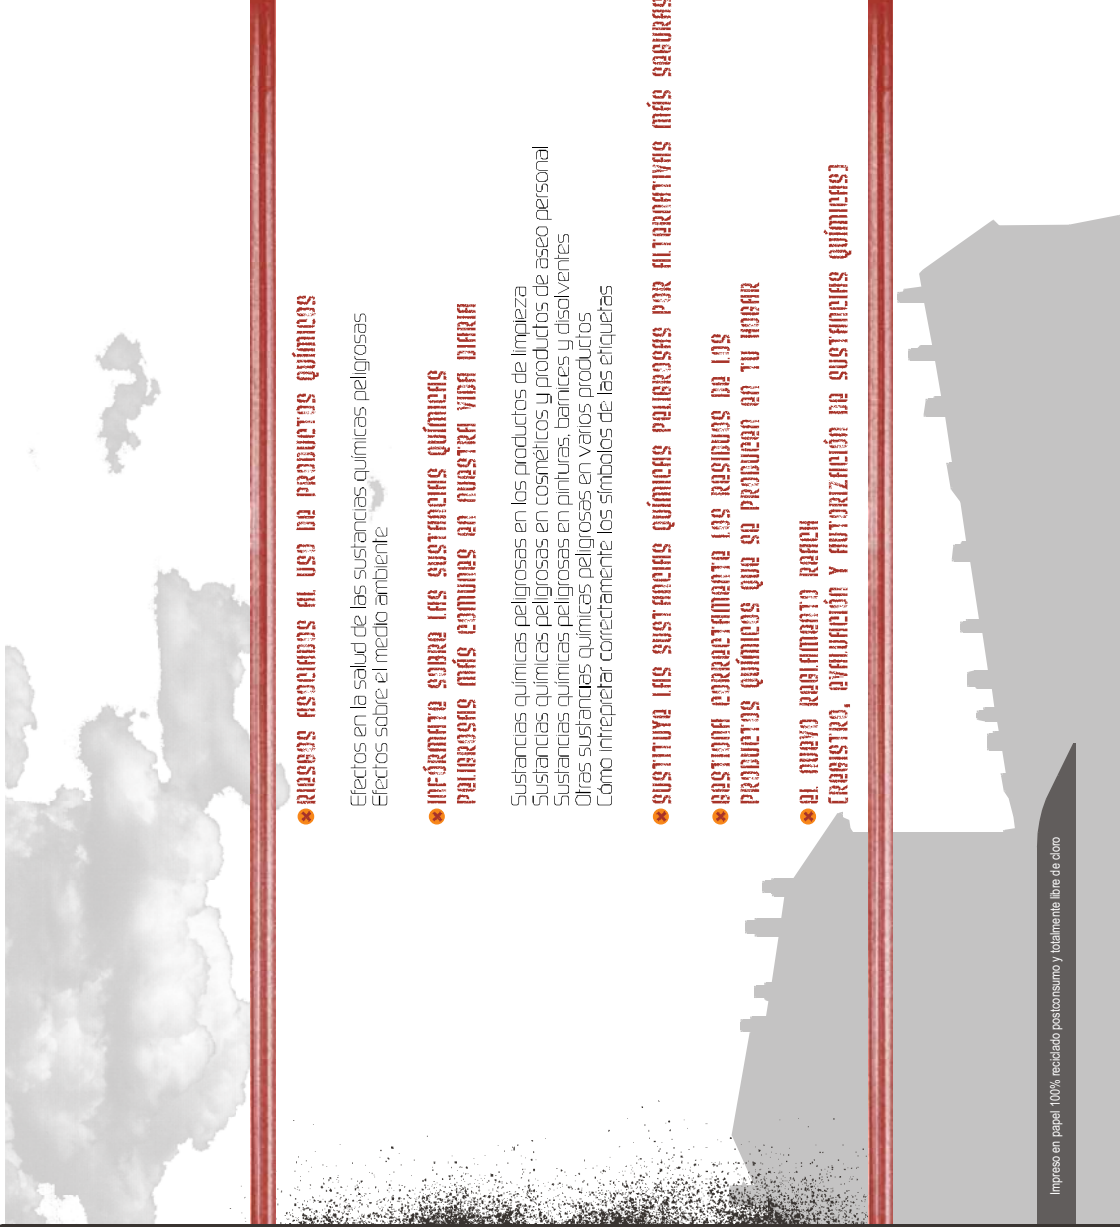 RIESGOS ASOCIADOS AL USO DE PRODUCTOS QUÍMICOS
Efectos en la salud de las sustancias químicas peligrosas
Efectos sobre el medio ambiente
INFÓRMATE SOBRE LAS SUSTANCIAS QUÍMICAS
PELIGROSAS MÁS COMUNES EN NUESTRA VIDA DIARIA
Sustancias químicas peligrosas en los productos de limpieza
Sustancias químicas peligrosas en cosméticos y productos de aseo personal
Sustancias químicas peligrosas en pinturas, barnices y disolventes
Otras sustancias químicas peligrosas en varios productos
Cómo intrepretar correctamente los símbolos de las etiquetas
SUSTITUYE LAS SUSTANCIAS QUÍMICAS PELIGROSAS POR ALTERNATIVAS MÁS SEGURAS
GESTIONA CORRECTAMENTE LOS RESIDUOS DE LOS
PRODUCTOS QUÍMICOS QUE SE PRODUCEN EN TU HOGAR
EL NUEVO REGLAMENTO REACH
(REGISTRO, EVALUACIÓN Y AUTORIZACIÓN DE SUSTANCIAS QUÍMICAS)
Impreso en papel 100% reciclado postconsumo y totalmente libre de cloro